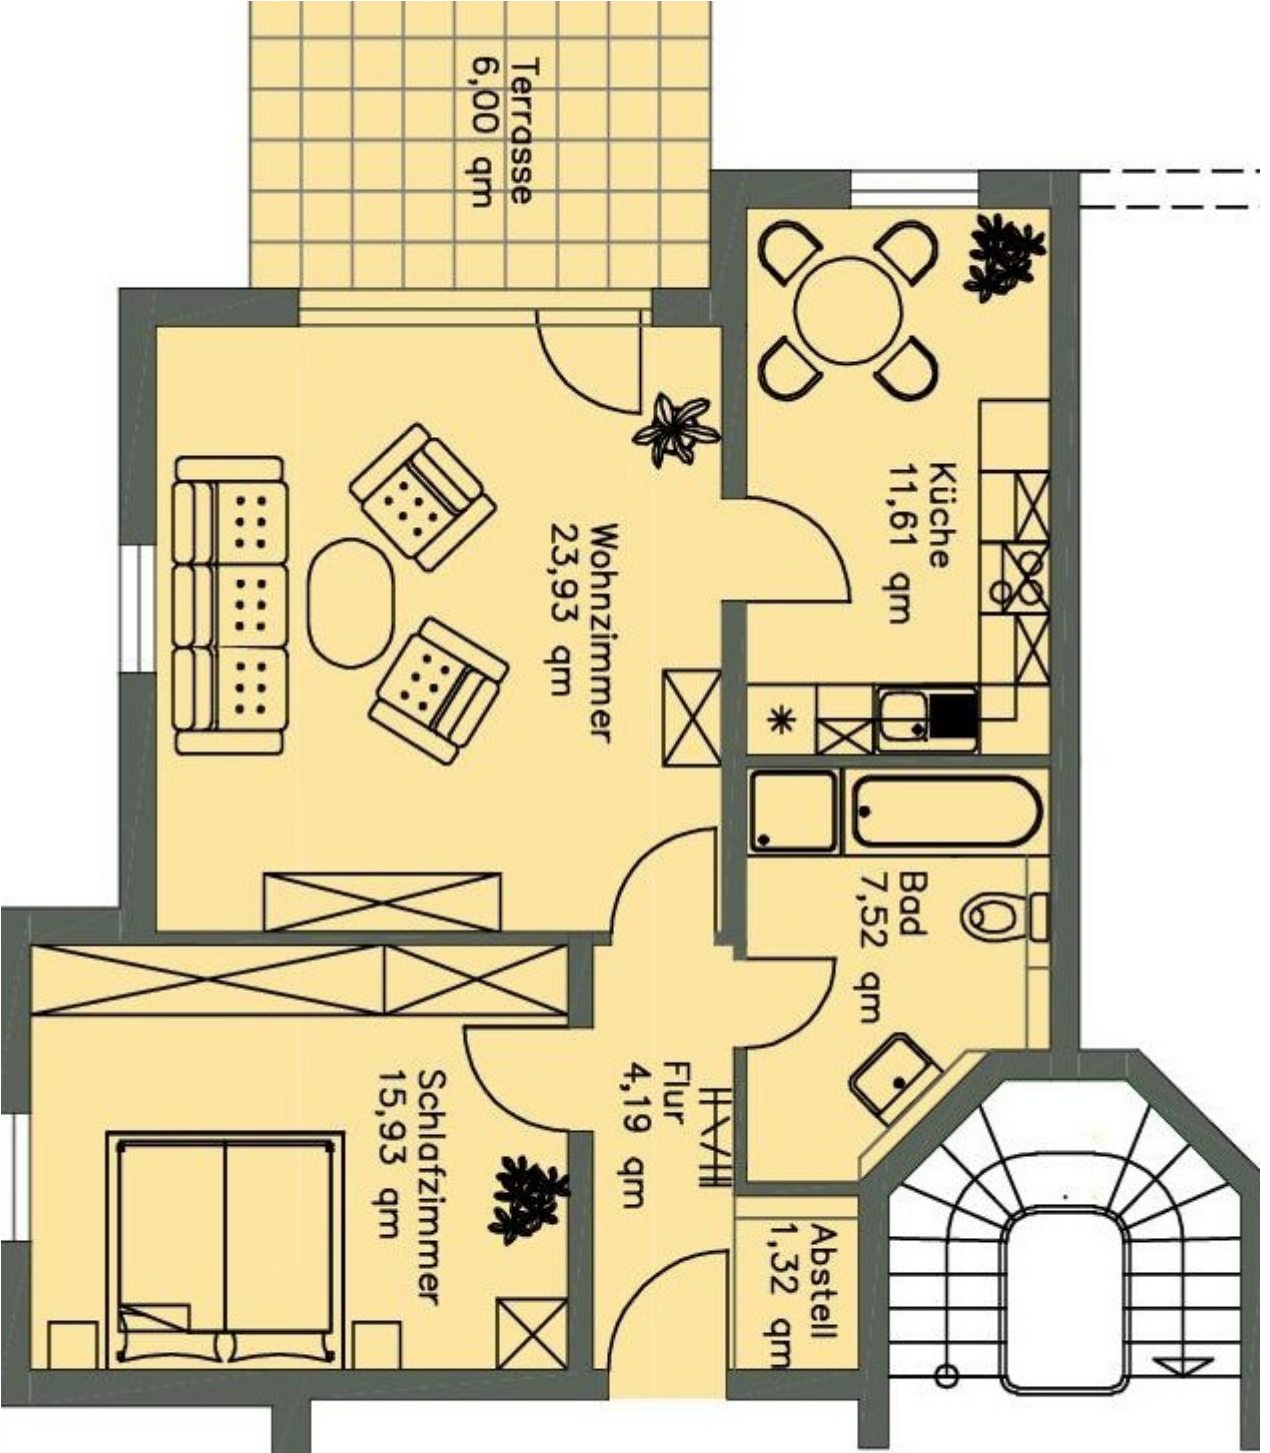 Terrasse
6,00 qm
Küche
11,61 qm
Wohnzimmer
23,93 qm
Bad
7,52 qm
Flur
4,19 qm
Schlafzimmer
15,93 qm
Abstell
1,32 qm